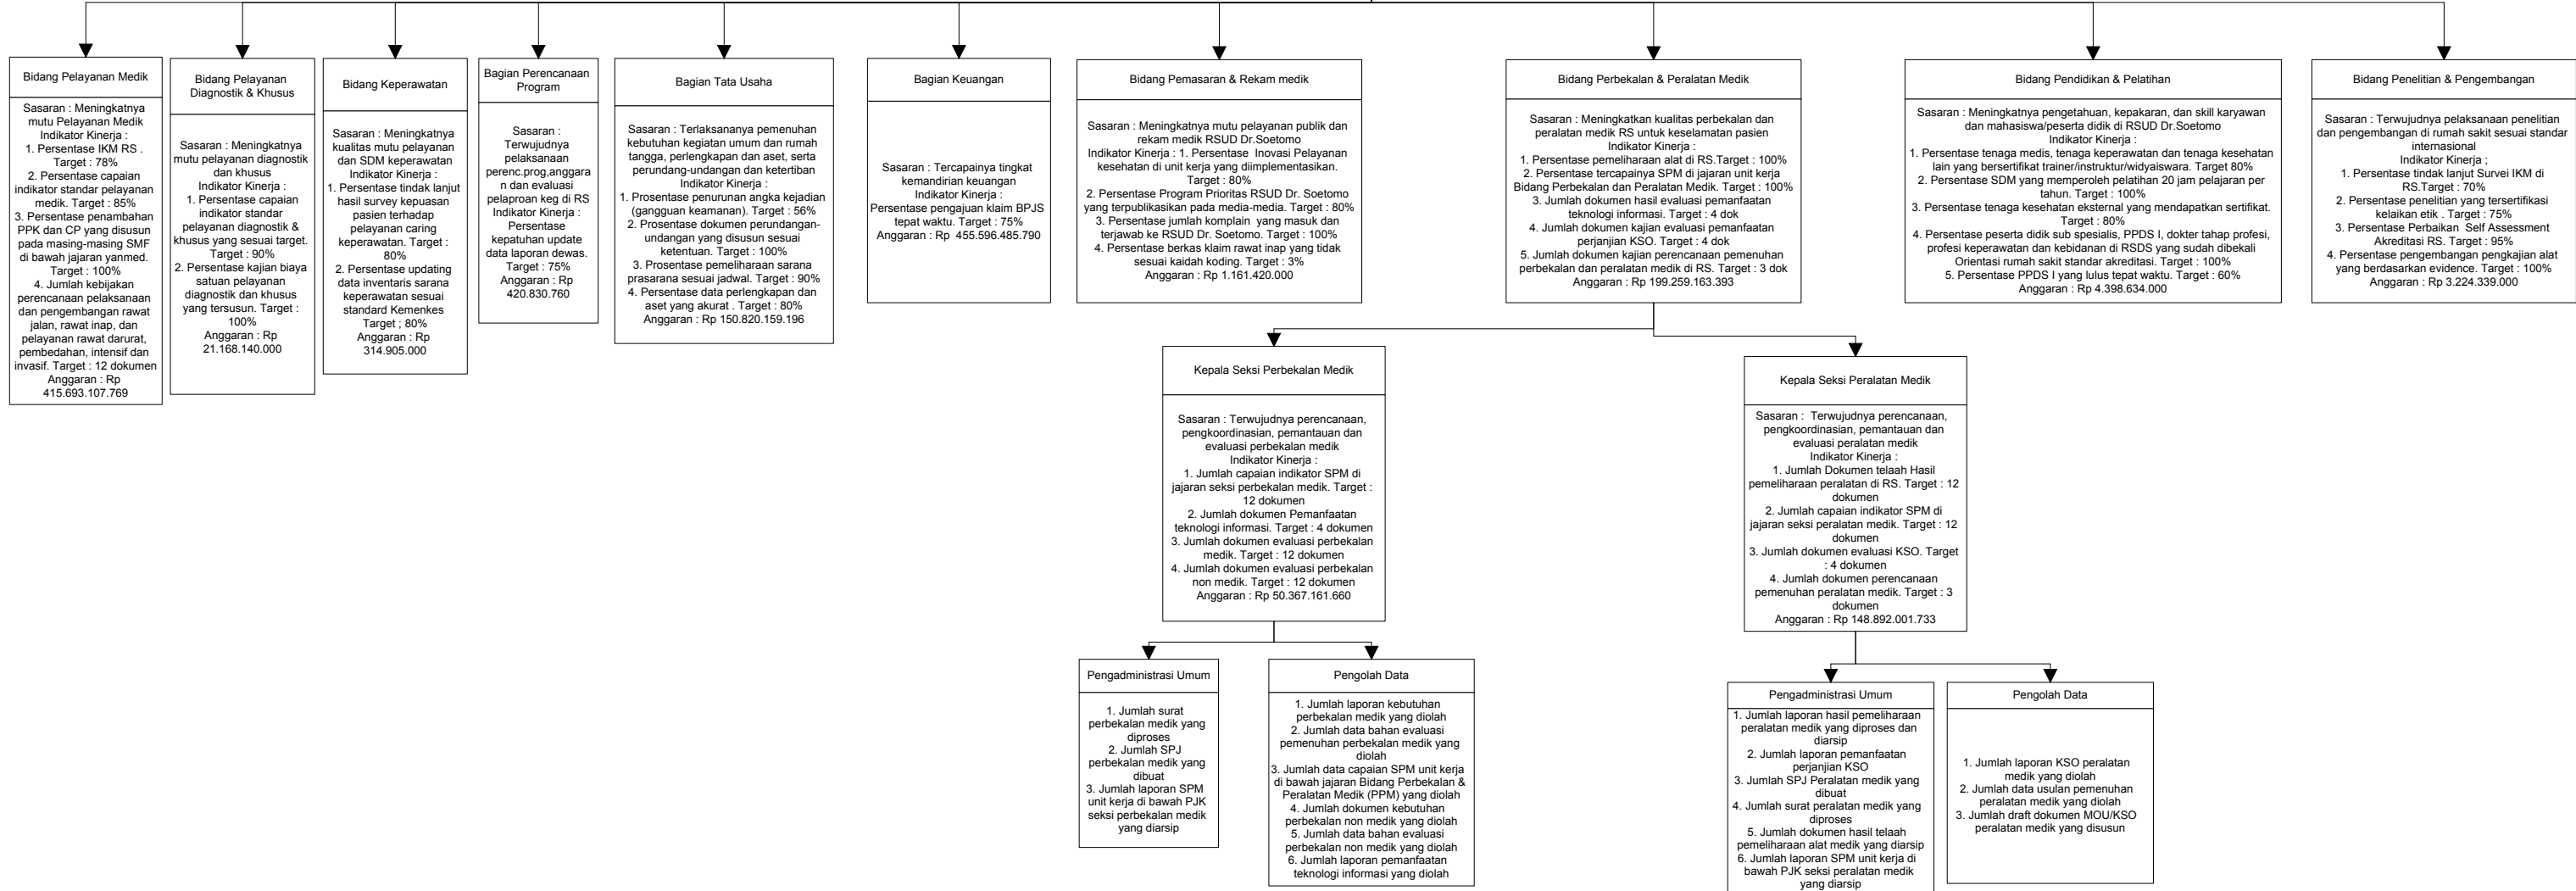 Bidang Pelayanan Medik
Sasaran : Meningkatnya
mutu Pelayanan Medik
Indikator Kinerja :
1. Persentase IKM RS .
Target : 78%
2. Persentase capaian
indikator standar pelayanan
medik. Target : 85%
3. Persentase penambahan
PPK dan CP yang disusun
pada masing-masing SMF
di bawah jajaran yanmed.
Target : 100%
4. Jumlah kebijakan
perencanaan pelaksanaan
dan pengembangan rawat
jalan, rawat inap, dan
pelayanan rawat darurat,
pembedahan, intensif dan
invasif. Target : 12 dokumen
Anggaran : Rp
415.693.107.769
Bidang Pelayanan
Diagnostik & Khusus
Sasaran : Meningkatnya
mutu pelayanan diagnostik
dan khusus
Indikator Kinerja :
1. Persentase capaian
indikator standar
pelayanan diagnostik &
khusus yang sesuai target.
Target : 90%
2. Persentase kajian biaya
satuan pelayanan
diagnostik dan khusus
yang tersusun. Target :
100%
Anggaran : Rp
21.168.140.000
Bidang Keperawatan
Sasaran : Meningkatnya
kualitas mutu pelayanan
dan SDM keperawatan
Indikator Kinerja :
1. Persentase tindak lanjut
hasil survey kepuasan
pasien terhadap
pelayanan caring
keperawatan. Target :
80%
2. Persentase updating
data inventaris sarana
keperawatan sesuai
standard Kemenkes
Target ; 80%
Anggaran : Rp
314.905.000
Bagian Perencanaan
Program
Sasaran :
Terwujudnya
pelaksanaan
perenc.prog,anggara
n dan evaluasi
pelaproan keg di RS
Indikator Kinerja :
Persentase
kepatuhan update
data laporan dewas.
Target : 75%
Anggaran : Rp
420.830.760
Bagian Tata Usaha
Sasaran : Terlaksananya pemenuhan
kebutuhan kegiatan umum dan rumah
tangga, perlengkapan dan aset, serta
perundang-undangan dan ketertiban
Indikator Kinerja :
1. Prosentase penurunan angka kejadian
(gangguan keamanan). Target : 56%
2. Prosentase dokumen perundangan-
undangan yang disusun sesuai
ketentuan. Target : 100%
3. Prosentase pemeliharaan sarana
prasarana sesuai jadwal. Target : 90%
4. Persentase data perlengkapan dan
aset yang akurat . Target : 80%
Anggaran : Rp 150.820.159.196
Bagian Keuangan
Sasaran : Tercapainya tingkat
kemandirian keuangan
Indikator Kinerja :
Persentase pengajuan klaim BPJS
tepat waktu. Target : 75%
Anggaran : Rp  455.596.485.790
Bidang Pemasaran & Rekam medik
Sasaran : Meningkatnya mutu pelayanan publik dan
rekam medik RSUD Dr.Soetomo
Indikator Kinerja : 1. Persentase  Inovasi Pelayanan
kesehatan di unit kerja yang diimplementasikan.
Target : 80%
2. Persentase Program Prioritas RSUD Dr. Soetomo
yang terpublikasikan pada media-media. Target : 80%
3. Persentase jumlah komplain  yang masuk dan
terjawab ke RSUD Dr. Soetomo. Target : 100%
4. Persentase berkas klaim rawat inap yang tidak
sesuai kaidah koding. Target : 3%
Anggaran : Rp 1.161.420.000
Bidang Perbekalan & Peralatan Medik
Sasaran : Meningkatkan kualitas perbekalan dan
peralatan medik RS untuk keselamatan pasien
Indikator Kinerja :
1. Persentase pemeliharaan alat di RS.Target : 100%
2. Persentase tercapainya SPM di jajaran unit kerja
Bidang Perbekalan dan Peralatan Medik. Target : 100%
3. Jumlah dokumen hasil evaluasi pemanfaatan
teknologi informasi. Target : 4 dok
4. Jumlah dokumen kajian evaluasi pemanfaatan
perjanjian KSO. Target : 4 dok
5. Jumlah dokumen kajian perencanaan pemenuhan
perbekalan dan peralatan medik di RS. Target : 3 dok
Anggaran : Rp 199.259.163.393
Bidang Pendidikan & Pelatihan
Sasaran : Meningkatnya pengetahuan, kepakaran, dan skill karyawan
dan mahasiswa/peserta didik di RSUD Dr.Soetomo
Indikator Kinerja :
1. Persentase tenaga medis, tenaga keperawatan dan tenaga kesehatan
lain yang bersertifikat trainer/instruktur/widyaiswara. Target 80%
2. Persentase SDM yang memperoleh pelatihan 20 jam pelajaran per
tahun. Target : 100%
3. Persentase tenaga kesehatan eksternal yang mendapatkan sertifikat.
Target : 80%
4. Persentase peserta didik sub spesialis, PPDS I, dokter tahap profesi,
profesi keperawatan dan kebidanan di RSDS yang sudah dibekali
Orientasi rumah sakit standar akreditasi. Target : 100%
5. Persentase PPDS I yang lulus tepat waktu. Target : 60%
Anggaran : Rp 4.398.634.000
Bidang Penelitian & Pengembangan
Sasaran : Terwujudnya pelaksanaan penelitian
dan pengembangan di rumah sakit sesuai standar
internasional
Indikator Kinerja ;
1. Persentase tindak lanjut Survei IKM di
RS.Target : 70%
2. Persentase penelitian yang tersertifikasi
kelaikan etik . Target : 75%
3. Persentase Perbaikan  Self Assessment
Akreditasi RS. Target : 95%
4. Persentase pengembangan pengkajian alat
yang berdasarkan evidence. Target : 100%
Anggaran : Rp 3.224.339.000
Kepala Seksi Perbekalan Medik
Sasaran : Terwujudnya perencanaan,
pengkoordinasian, pemantauan dan
evaluasi perbekalan medik
Indikator Kinerja :
1. Jumlah capaian indikator SPM di
jajaran seksi perbekalan medik. Target :
12 dokumen
2. Jumlah dokumen Pemanfaatan
teknologi informasi. Target : 4 dokumen
3. Jumlah dokumen evaluasi perbekalan
medik. Target : 12 dokumen
4. Jumlah dokumen evaluasi perbekalan
non medik. Target : 12 dokumen
Anggaran : Rp 50.367.161.660
Kepala Seksi Peralatan Medik
Sasaran :  Terwujudnya perencanaan,
pengkoordinasian, pemantauan dan
evaluasi peralatan medik
Indikator Kinerja :
1. Jumlah Dokumen telaah Hasil
pemeliharaan peralatan di RS. Target : 12
dokumen
2. Jumlah capaian indikator SPM di
jajaran seksi peralatan medik. Target : 12
dokumen
3. Jumlah dokumen evaluasi KSO. Target
: 4 dokumen
4. Jumlah dokumen perencanaan
pemenuhan peralatan medik. Target : 3
dokumen
Anggaran : Rp 148.892.001.733
Pengadministrasi Umum
1. Jumlah surat
perbekalan medik yang
diproses
2. Jumlah SPJ
perbekalan medik yang
dibuat
3. Jumlah laporan SPM
unit kerja di bawah PJK
seksi perbekalan medik
yang diarsip
Pengolah Data
1. Jumlah laporan kebutuhan
perbekalan medik yang diolah
2. Jumlah data bahan evaluasi
pemenuhan perbekalan medik yang
diolah
3. Jumlah data capaian SPM unit kerja
di bawah jajaran Bidang Perbekalan &
Peralatan Medik (PPM) yang diolah
4. Jumlah dokumen kebutuhan
perbekalan non medik yang diolah
5. Jumlah data bahan evaluasi
perbekalan non medik yang diolah
6. Jumlah laporan pemanfaatan
teknologi informasi yang diolah
Pengadministrasi Umum
1. Jumlah laporan hasil pemeliharaan
peralatan medik yang diproses dan
diarsip
2. Jumlah laporan pemanfaatan
perjanjian KSO
3. Jumlah SPJ Peralatan medik yang
dibuat
4. Jumlah surat peralatan medik yang
diproses
5. Jumlah dokumen hasil telaah
pemeliharaan alat medik yang diarsip
6. Jumlah laporan SPM unit kerja di
bawah PJK seksi peralatan medik
yang diarsip
Pengolah Data
1. Jumlah laporan KSO peralatan
medik yang diolah
2. Jumlah data usulan pemenuhan
peralatan medik yang diolah
3. Jumlah draft dokumen MOU/KSO
peralatan medik yang disusun